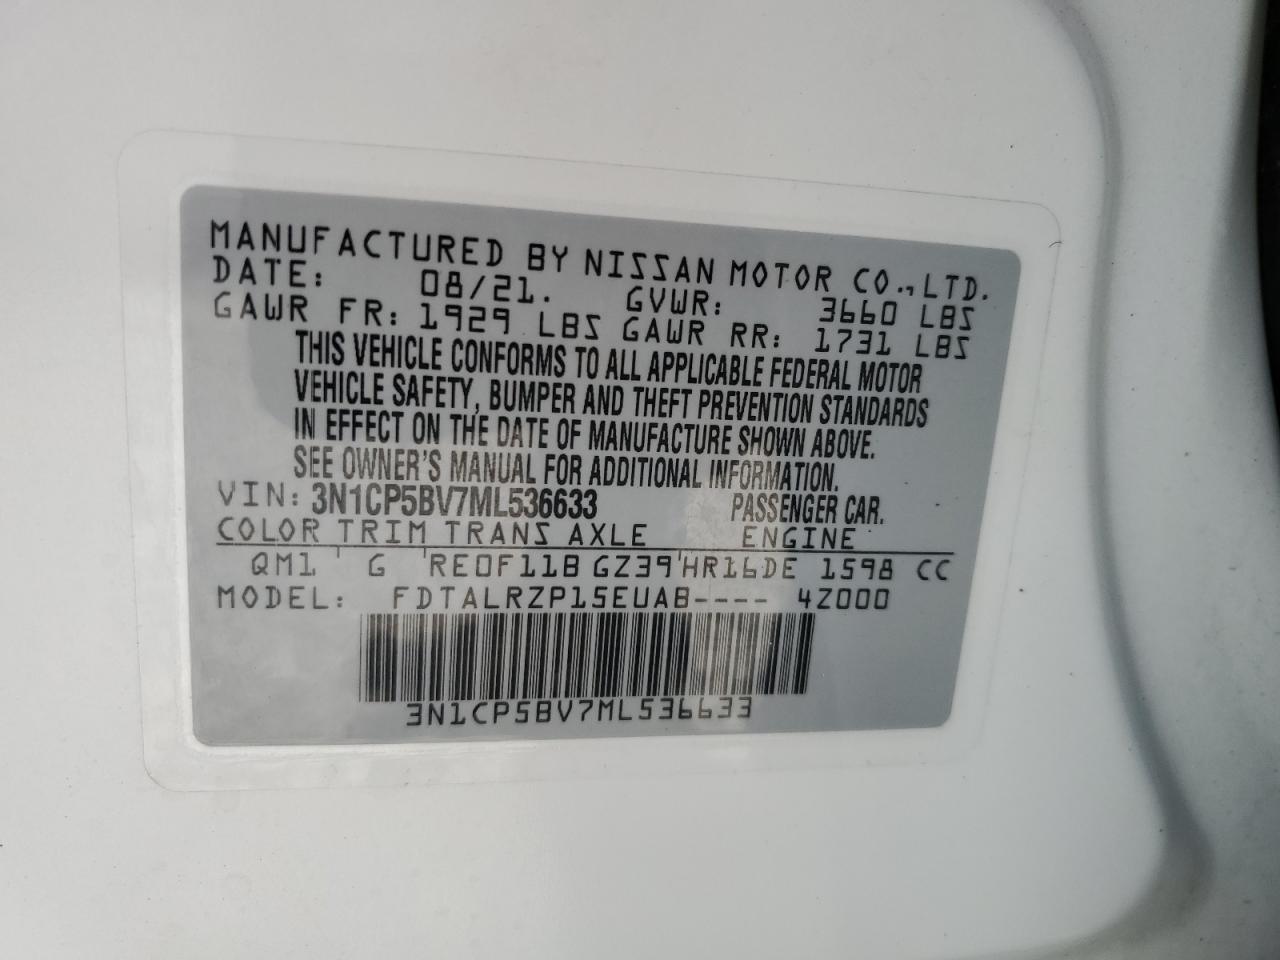 MANUFACTURED BY NISSAN MOTOR CO., LTD.
DATE: 08/21. GVWR: 3660 LBS
GAWR FR: 1929 LBS GAWR RR: 1731 LBS
THIS VEHICLE CONFORMS TO ALL APPLICABLE FEDERAL MOTOR
VEHICLE SAFETY, BUMPER AND THEFT PREVENTION STANDARDS
IN EFFECT ON THE DATE OF MANUFACTURE SHOWN ABOVE.
SEE OWNER'S MANUAL FOR ADDITIONAL INFORMATION.
VIN: 3N1CP5BV7ML536633 PASSENGER CAR.
COLOR TRIM TRANS AXLE ENGINE
QM1 ' G ' RE0F11B GZ39 ' HR16DE 1598 CC
MODEL: FDTALRZP15EUAB---- 4Z000
3N1CP5BV7ML536633